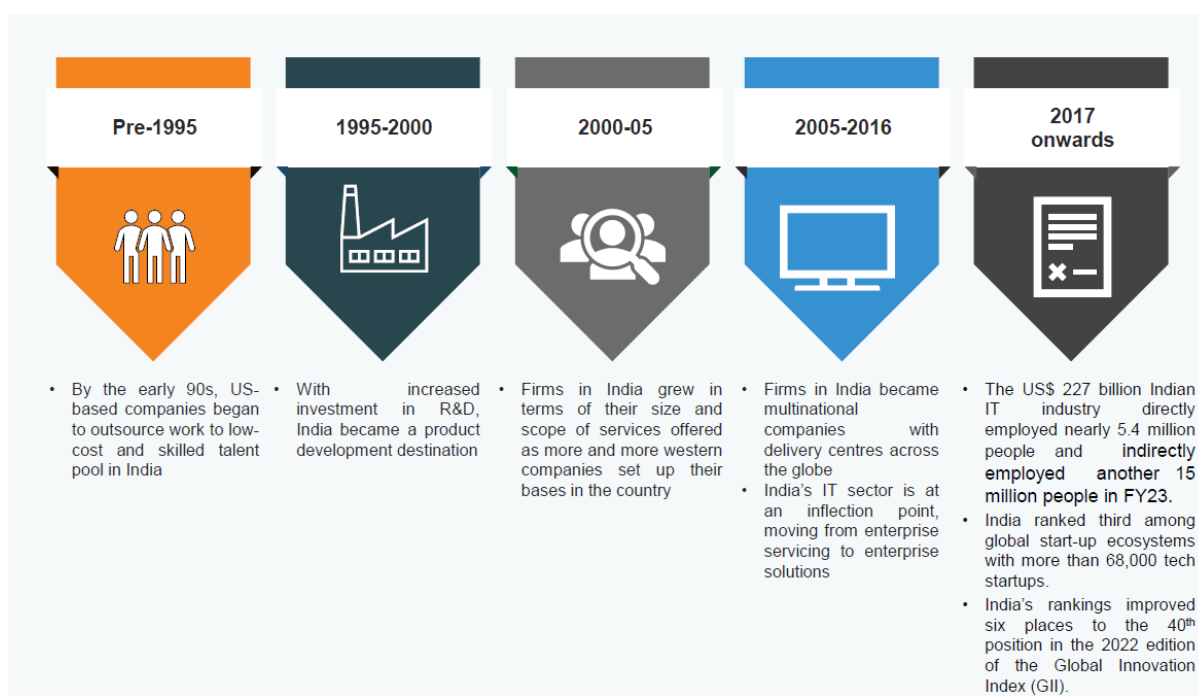 Pre-1995
1995-2000
2000-05
2005-2016
2017
onwards
• By the early 90s, US-
based companies began
to outsource work to low-
cost and skilled talent
pool in India
• With increased
investment in R&D,
India became a product
development destination
• Firms in India grew in
terms of their size and
scope of services offered
as more and more western
companies set up their
bases in the country
• Firms in India became
multinational
companies with
delivery centres across
the globe
• India's IT sector is at
an inflection point,
moving from enterprise
servicing to enterprise
solutions
• The US$ 227 billion Indian
IT industry directly
employed nearly 5.4 million
people and indirectly
employed another 15
million people in FY23.
• India ranked third among
global start-up ecosystems
with more than 68,000 tech
startups.
• India's rankings improved
six places to the 40th
position in the 2022 edition
of the Global Innovation
Index (GII).